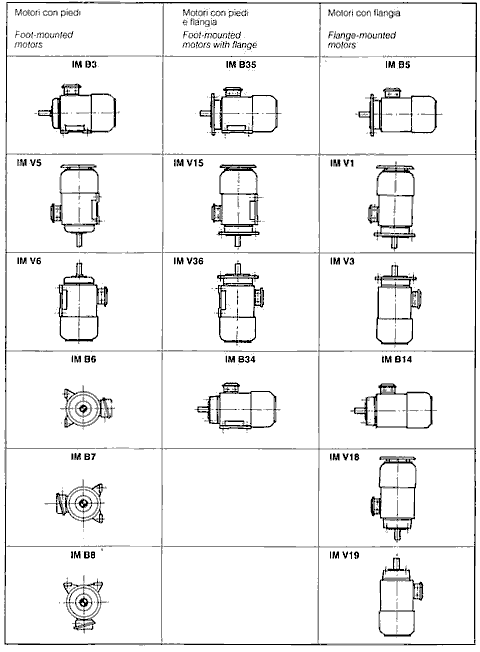 Motori con piedi
Foot-mounted
motors
Motori con piedi
e flangia
Foot-mounted
motors with flange
Motori con flangia
Flange-mounted
motors
IM B3
IM B35
IM B5
IM V5
IM V15
IM V1
IM V6
IM V36
IM V3
IM B6
IM B34
IM B14
IM B7
IM V18
IM B8
IM V19